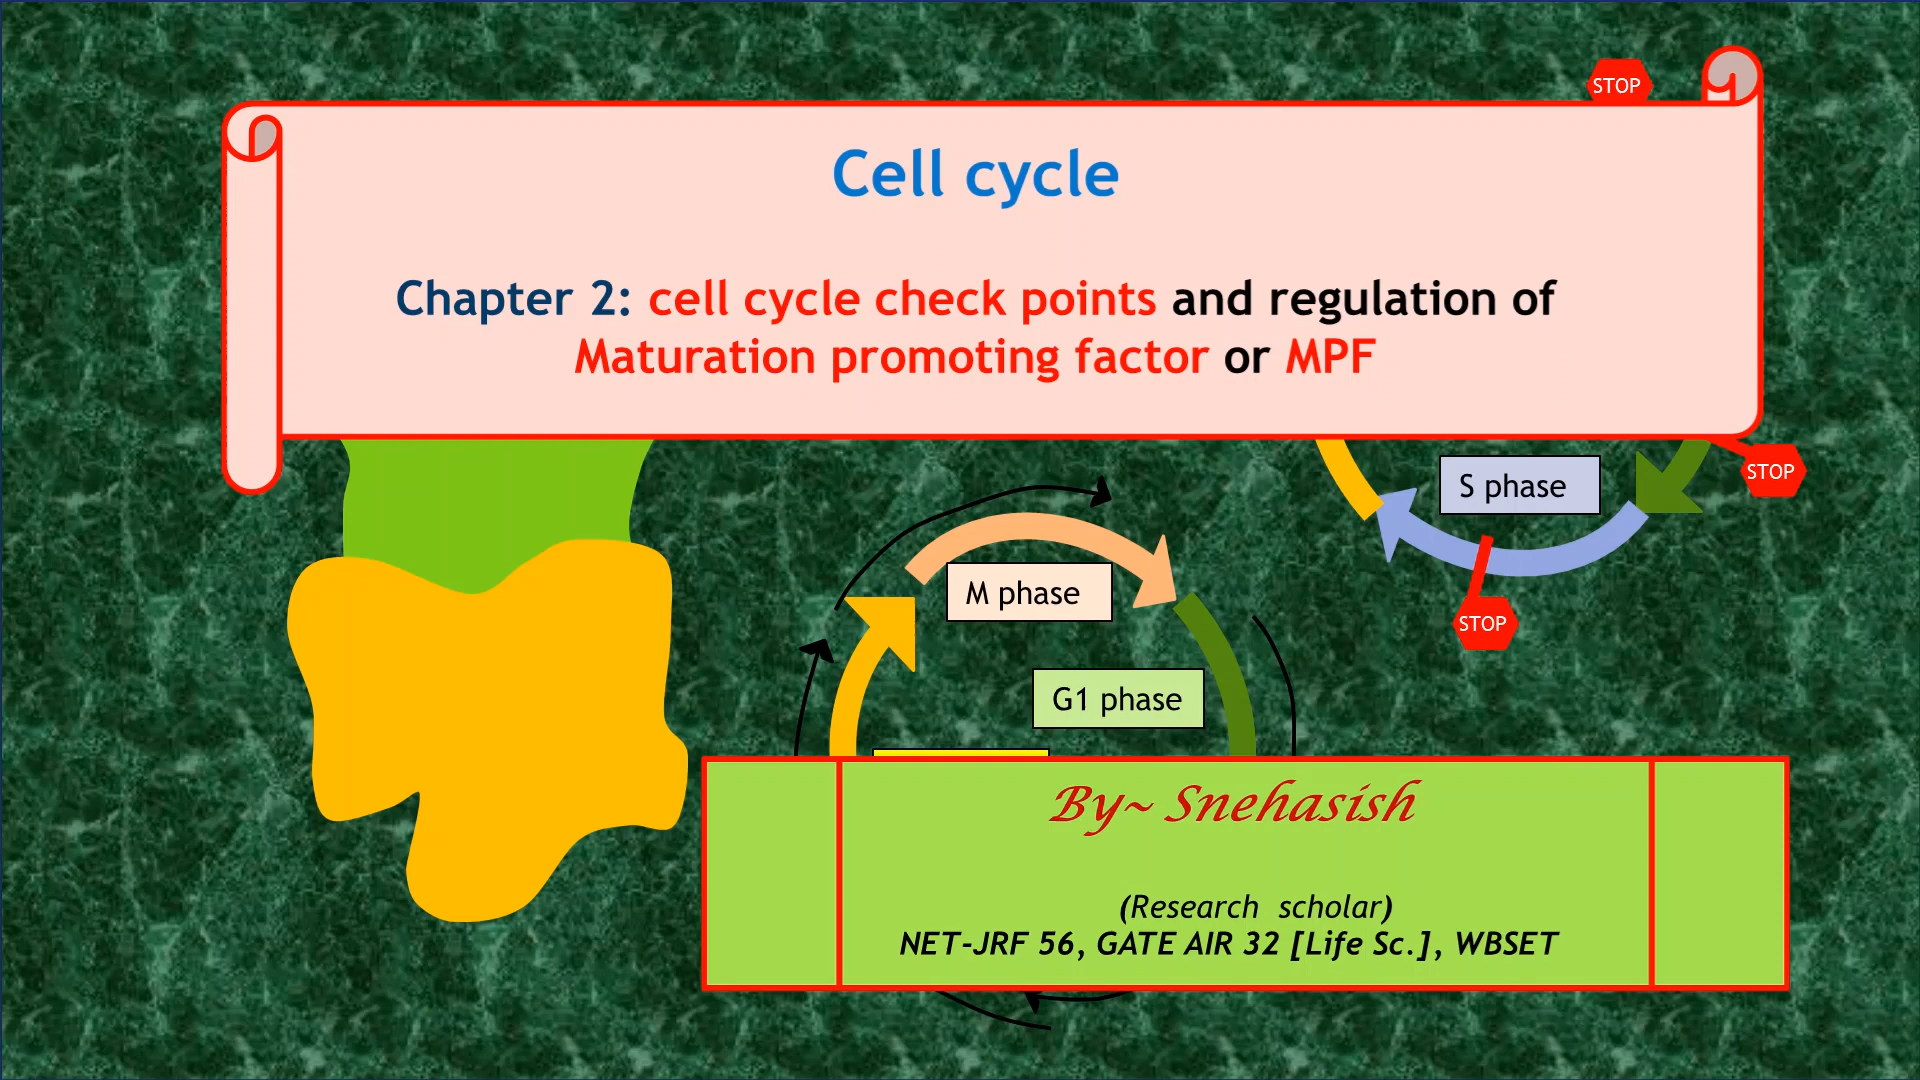 STOP
Cell cycle
Chapter 2: cell cycle check points and regulation of
Maturation promoting factor or MPF
STOP
S phase
STOP
M phase
G1 phase
By~ Snehasish
(Research scholar)
NET-JRF 56, GATE AIR 32 [Life Sc.], WBSET